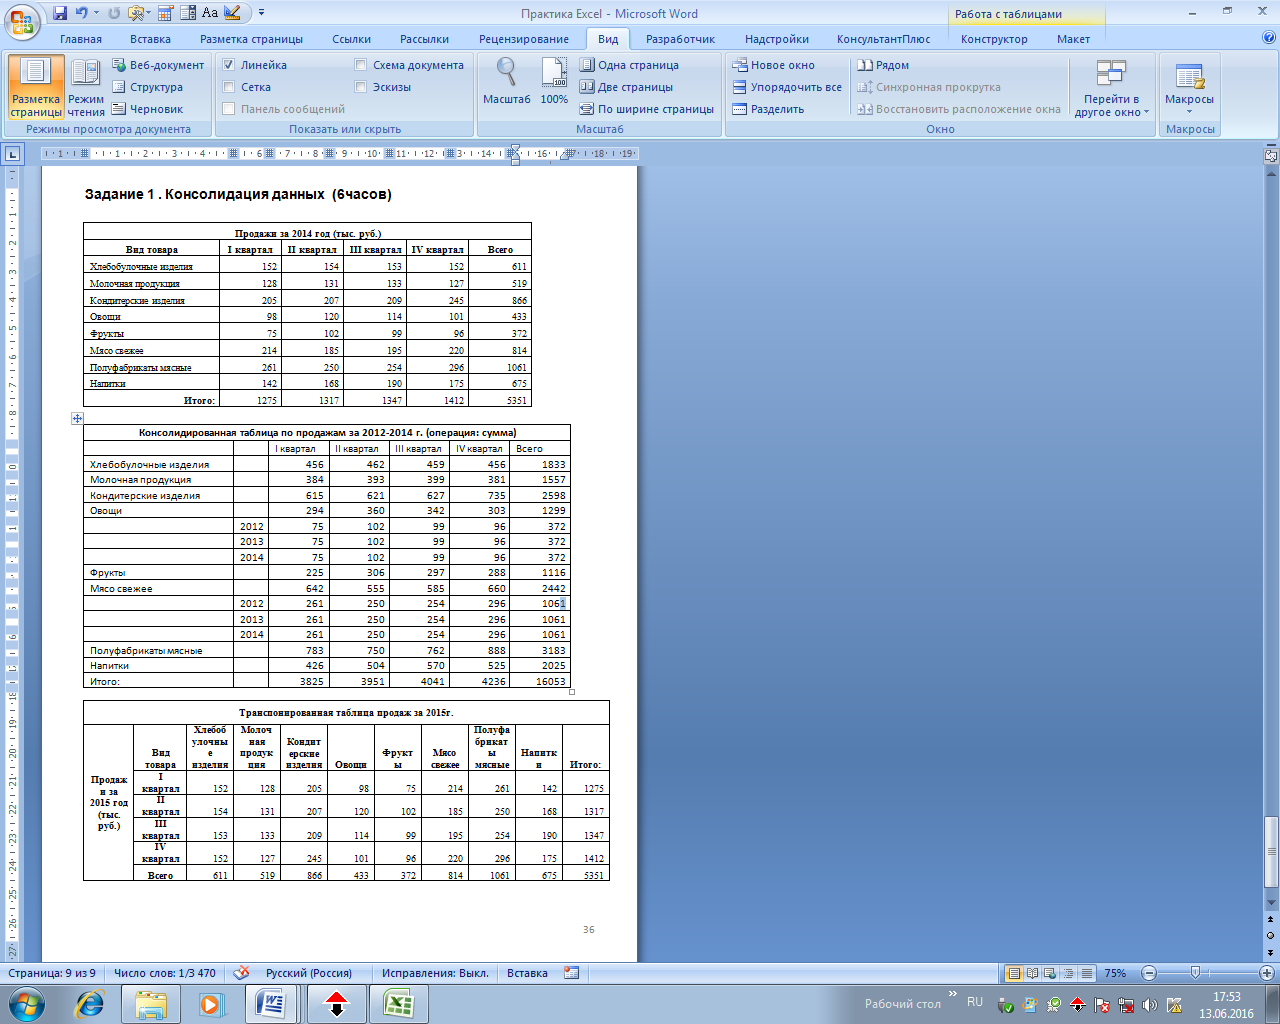 Практика Excel - Microsoft Word
Работа с таблицами
Главная Вставка Разметка страницы Ссылки Рассылки Рецензирование Вид Разработчик Надстройки КонсультантПлюс Конструктор Макет
Разметка страницы
Режим чтения
Веб-документ
Структура
Черновик
Режимы просмотра документа
Линейка
Сетка
Панель сообщений
Схема документа
Эскизы
Показать или скрыть
Масштаб
100%
Одна страница
Две страницы
По ширине страницы
Масштаб
Новое окно
Упорядочить все
Разделить
Рядом
Синхронная прокрутка
Восстановить расположение окна
Перейти в другое окно
Окно
Макросы
Макросы
Задание 1 . Консолидация данных (6часов)
Продажи за 2014 год (тыс. руб.)
Вид товара I квартал II квартал III квартал IV квартал Всего
Хлебобулочные изделия 152 154 153 152 611
Молочная продукция 128 131 133 127 519
Кондитерские изделия 205 207 209 245 866
Овощи 98 120 114 101 433
Фрукты 75 102 99 96 372
Мясо свежее 214 185 195 220 814
Полуфабрикаты мясные 261 250 254 296 1061
Напитки 142 168 190 175 675
Итого: 1275 1317 1347 1412 5351
Консолидированная таблица по продажам за 2012-2014 г. (операция: сумма)
I квартал II квартал III квартал IV квартал Всего
Хлебобулочные изделия 456 462 459 456 1833
Молочная продукция 384 393 399 381 1557
Кондитерские изделия 615 621 627 735 2598
Овощи 294 360 342 303 1299
2012 75 102 99 96 372
2013 75 102 99 96 372
2014 75 102 99 96 372
Фрукты 225 306 297 288 1116
Мясо свежее 642 555 585 660 2442
2012 261 250 254 296 1061
2013 261 250 254 296 1061
2014 261 250 254 296 1061
Полуфабрикаты мясные 783 750 762 888 3183
Напитки 426 504 570 525 2025
Итого: 3825 3951 4041 4236 16053
Транспонированная таблица продаж за 2015г.
Продажи за 2015 год (тыс. руб.)
Вид товара Хлебобулочные изделия Молочная продукция Кондитерские изделия Овощи Фрукты Мясо свежее Полуфабрикаты мясные Напитки Итого:
I квартал 152 128 205 98 75 214 261 142 1275
II квартал 154 131 207 120 102 185 250 168 1317
III квартал 153 133 209 114 99 195 254 190 1347
IV квартал 152 127 245 101 96 220 296 175 1412
Всего 611 519 866 433 372 814 1061 675 5351
36
Страница: 9 из 9 Число слов: 1/3 470 Русский (Россия) Исправления: Выкл. Вставка 75%
Рабочий стол » RU 17:53
13.06.2016